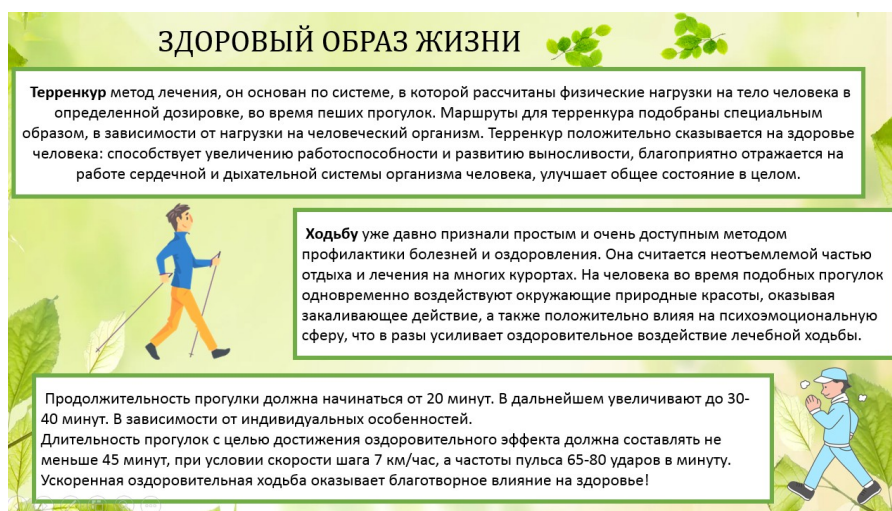 ЗДОРОВЫЙ ОБРАЗ ЖИЗНИ
Терренкур метод лечения, он основан по системе, в которой рассчитаны физические нагрузки на тело человека в
определенной дозировке, во время пеших прогулок. Маршруты для терренкура подобраны специальным
образом, в зависимости от нагрузки на человеческий организм. Терренкур положительно сказывается на здоровье
человека: способствует увеличению работоспособности и развитию выносливости, благоприятно отражается на
работе сердечной и дыхательной системы организма человека, улучшает общее состояние в целом.
Ходьбу уже давно признали простым и очень доступным методом
профилактики болезней и оздоровления. Она считается неотъемлемой частью
отдыха и лечения на многих курортах. На человека во время подобных прогулок
одновременно воздействуют окружающие природные красоты, оказывая
закаливающее действие, а также положительно влияя на психоэмоциональную
сферу, что в разы усиливает оздоровительное воздействие лечебной ходьбы.
Продолжительность прогулки должна начинаться от 20 минут. В дальнейшем увеличивают до 30-
40 минут. В зависимости от индивидуальных особенностей.
Длительность прогулок с целью достижения оздоровительного эффекта должна составлять не
меньше 45 минут, при условии скорости шага 7 км/час, а частоты пульса 65-80 ударов в минуту.
Ускоренная оздоровительная ходьба оказывает благотворное влияние на здоровье!